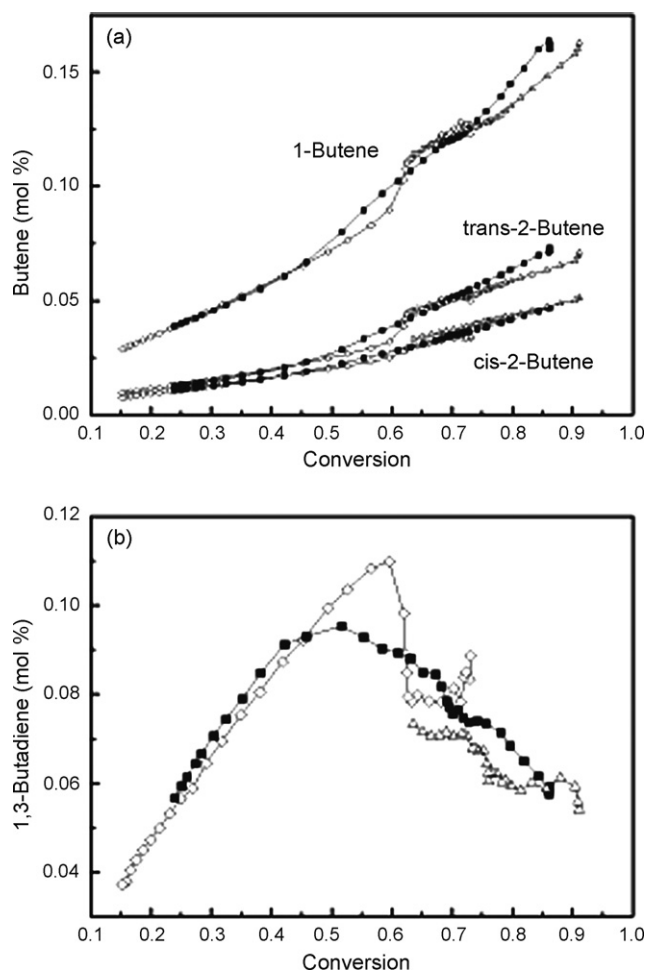 (a)
0.15
0.10
0.05
0.00
Butene (mol %)
1-Butene
trans-2-Butene
cis-2-Butene
0.1 0.2 0.3 0.4 0.5 0.6 0.7 0.8 0.9 1.0
Conversion
(b)
0.12
0.10
0.08
0.06
0.04
1,3-Butadiene (mol %)
0.1 0.2 0.3 0.4 0.5 0.6 0.7 0.8 0.9 1.0
Conversion